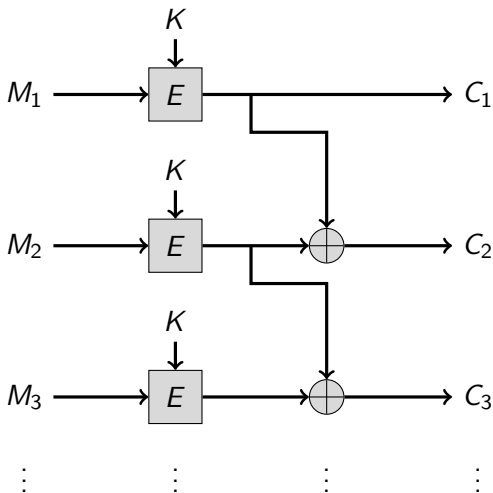 K
M₁ E C₁
K
M₂ E C₂
K
M₃ E C₃
⋮ ⋮ ⋮ ⋮